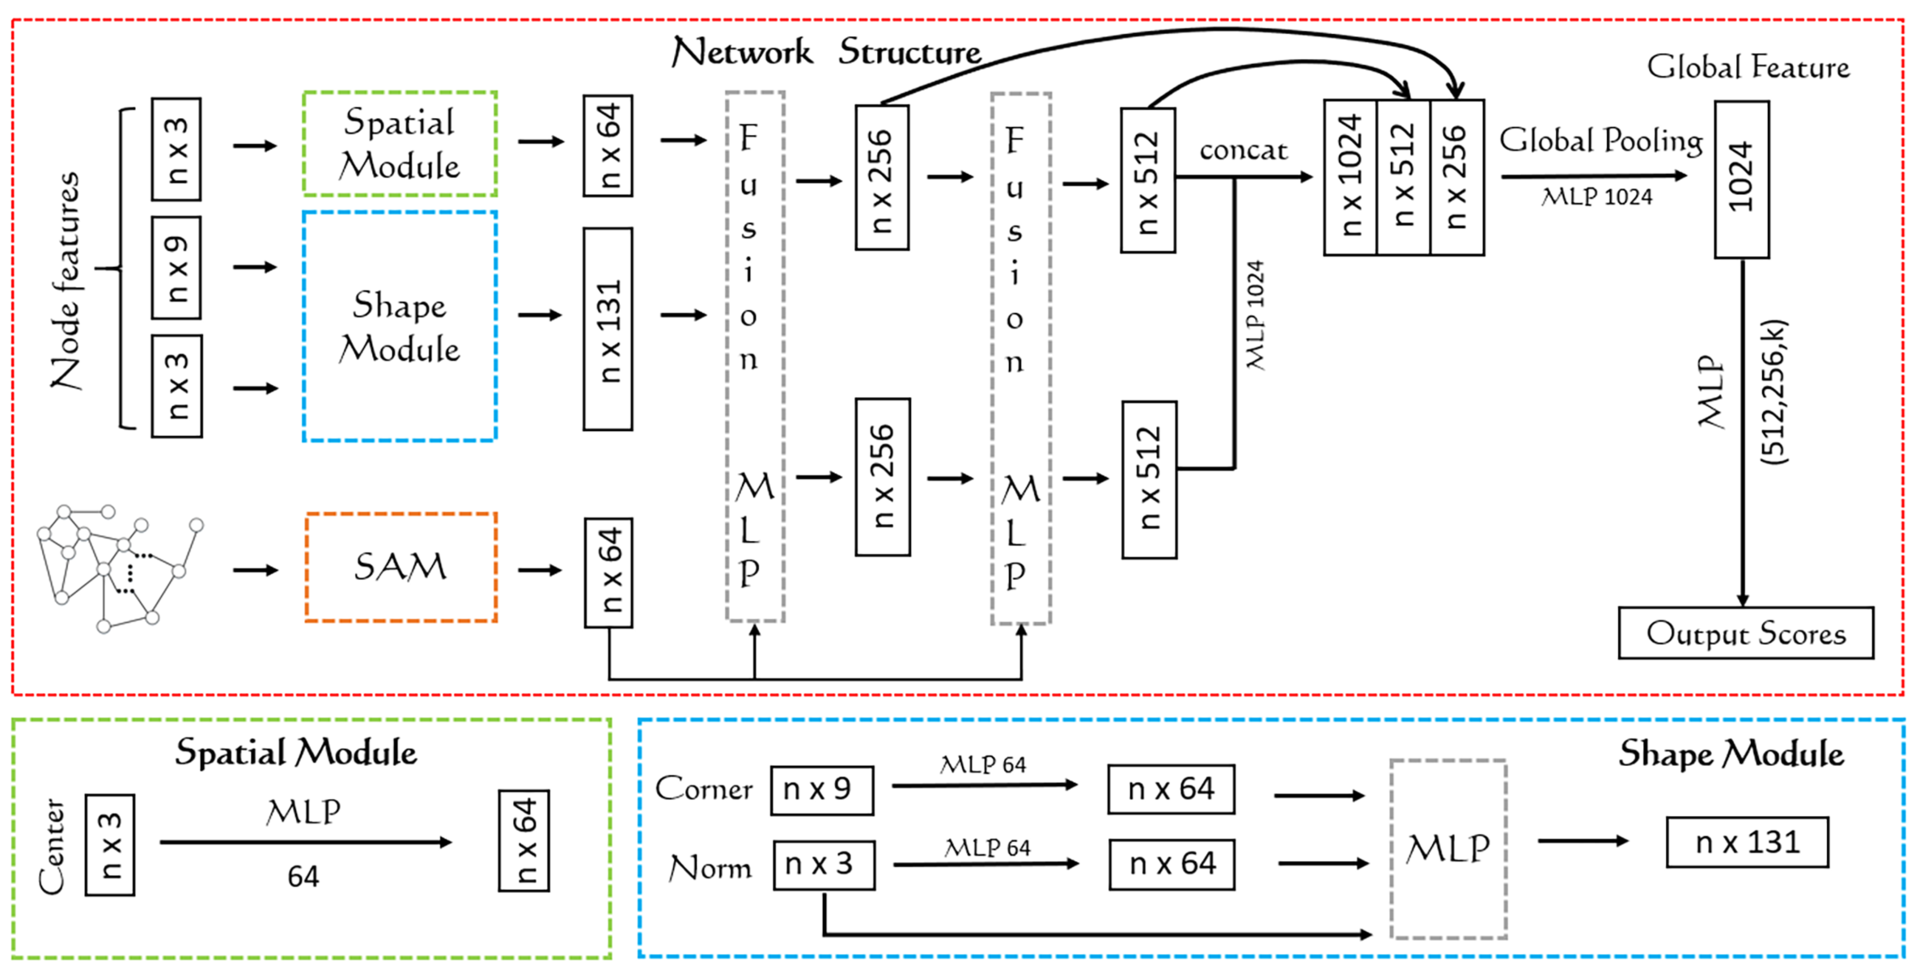 Network Structure
Node features
n x 3
n x 9
n x 3
Spatial
Module
Shape
Module
SAM
n x 64
n x 131
n x 64
Fusion MLP
n x 256
n x 256
Fusion MLP
n x 512
n x 512
concat
MLP 1024
n x 1024
n x 512
n x 256
Global Pooling
MLP 1024
Global Feature
1024
MLP
(512,256,k)
Output Scores
Spatial Module
Center
n x 3
MLP
64
n x 64
Shape Module
Corner
n x 9
MLP 64
n x 64
Norm
n x 3
MLP 64
n x 64
MLP
n x 131